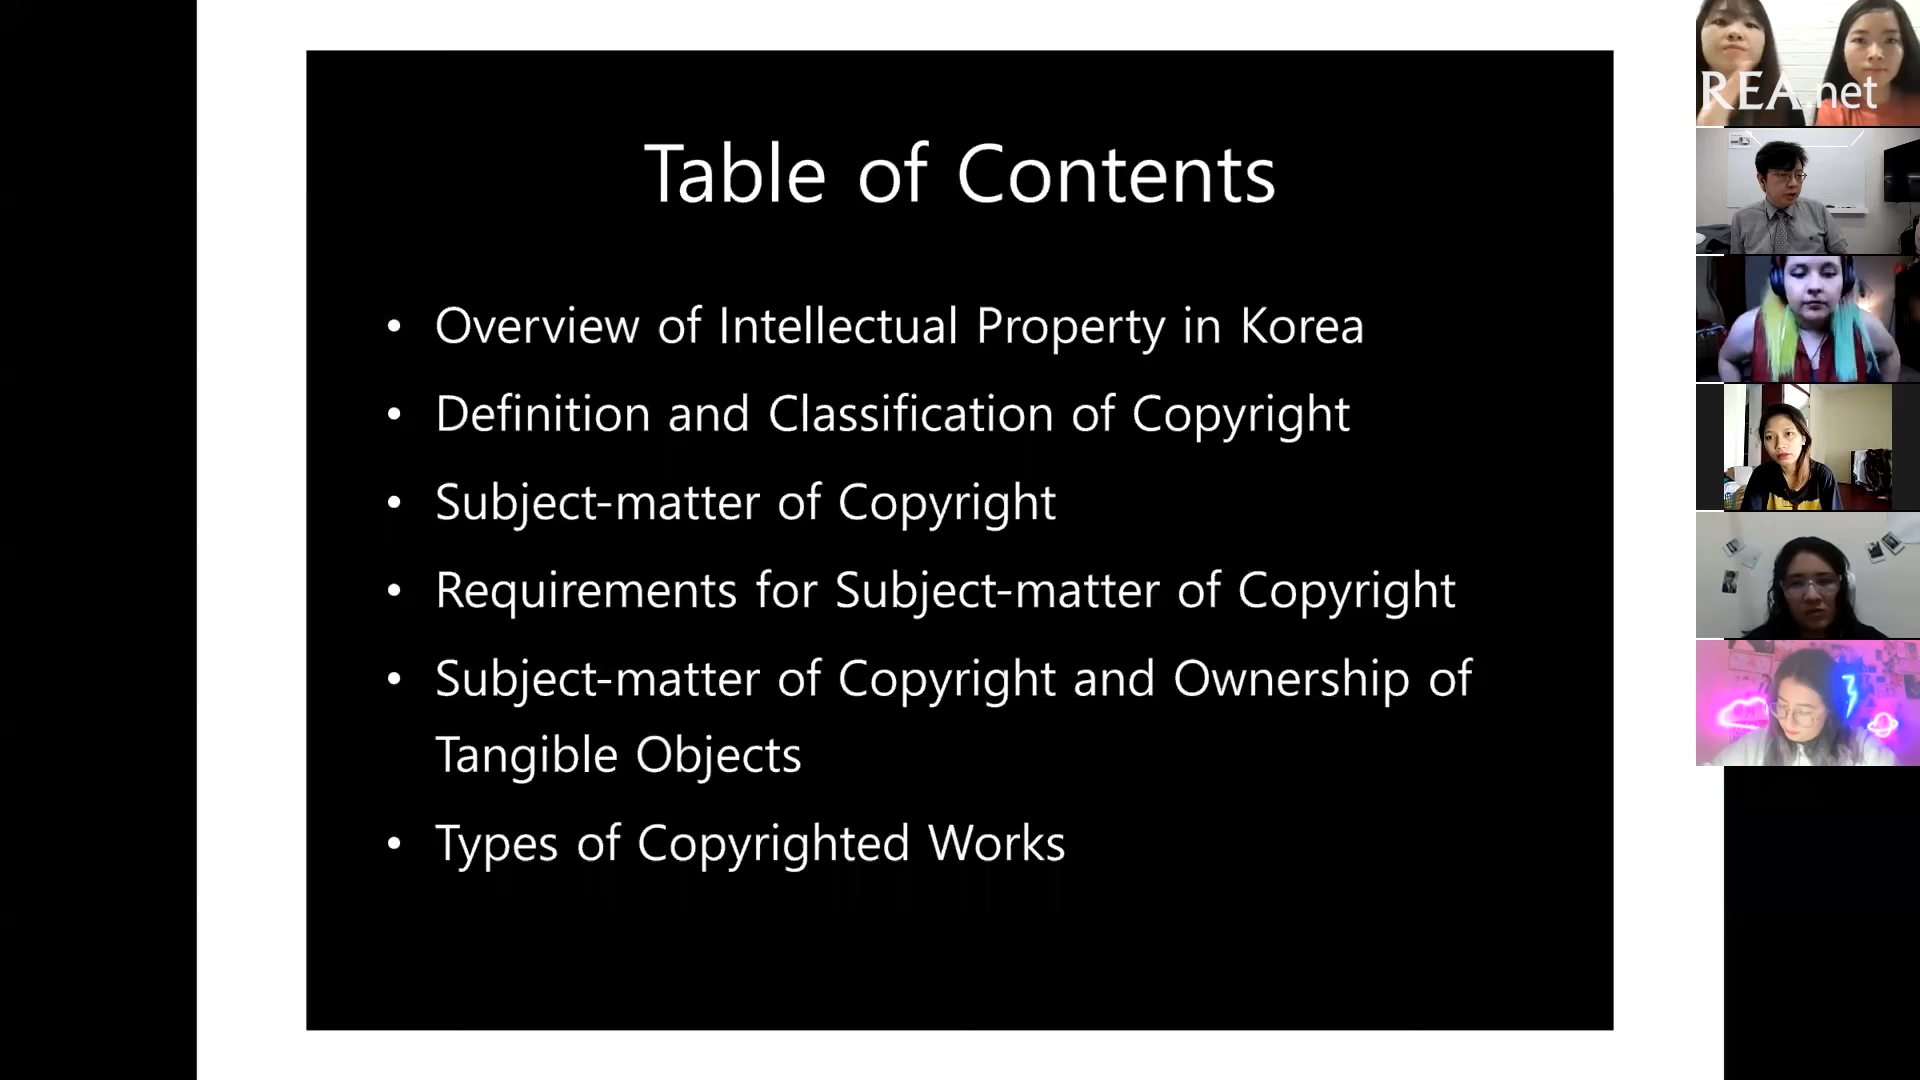 Table of Contents
• Overview of Intellectual Property in Korea
• Definition and Classification of Copyright
• Subject-matter of Copyright
• Requirements for Subject-matter of Copyright
• Subject-matter of Copyright and Ownership of
Tangible Objects
• Types of Copyrighted Works
REA.net